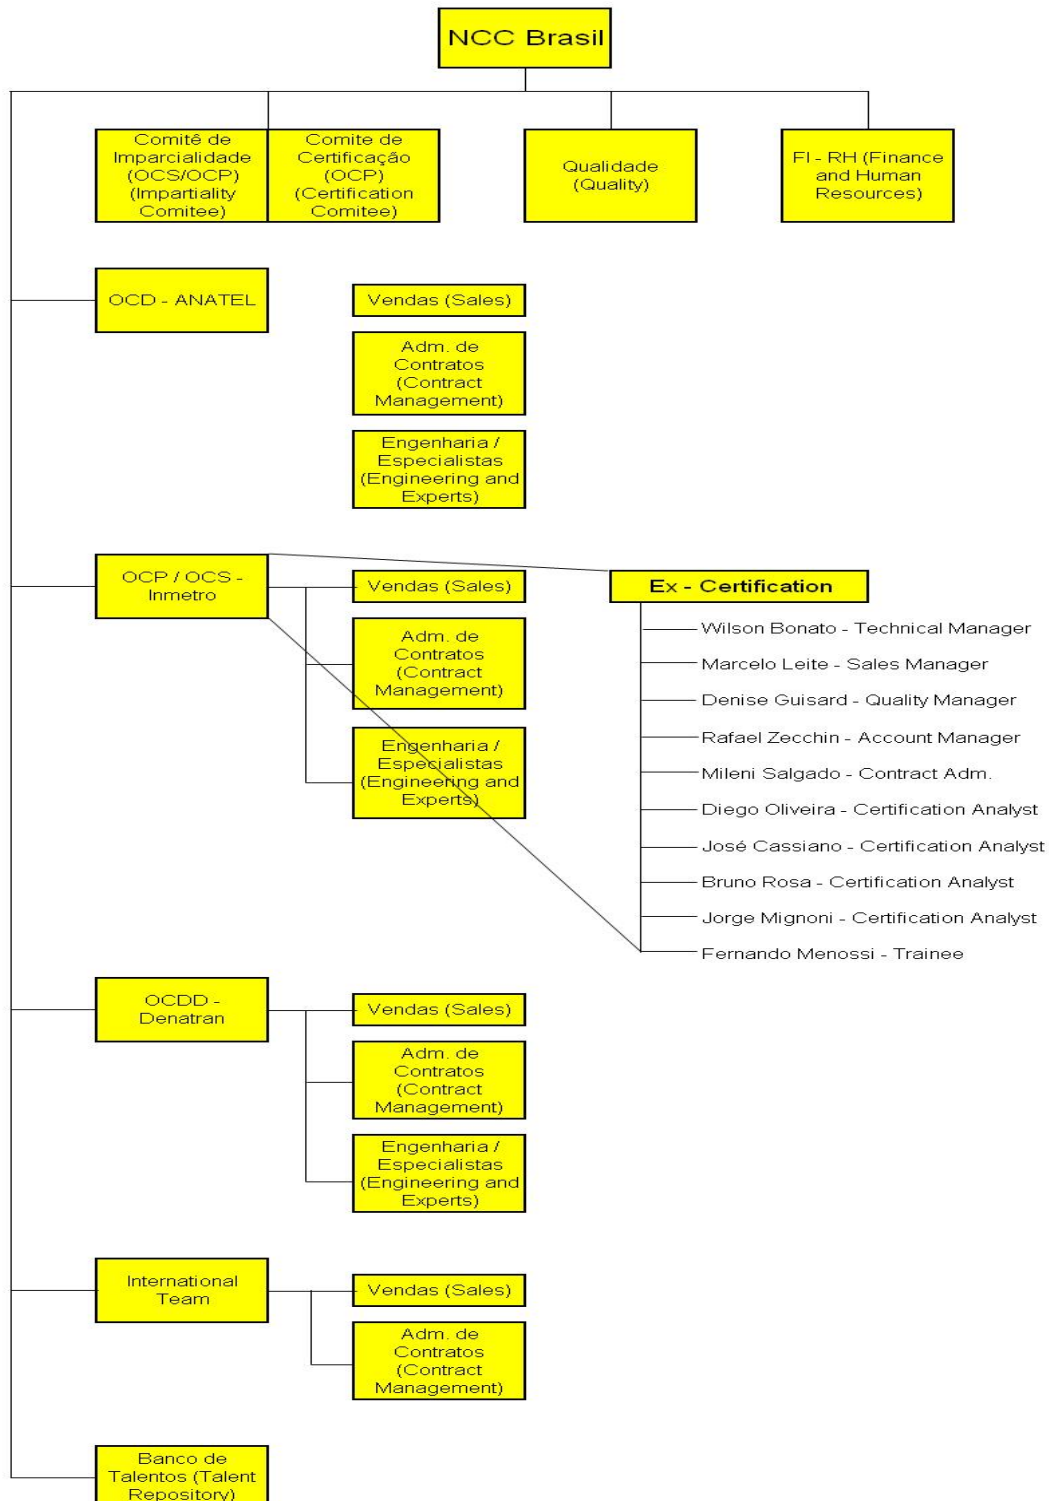 NCC Brasil
Comitê de
Imparcialidade
(OCS/OCP)
(Impartiality
Comitee)
Comite de
Certificação
(OCP)
(Certification
Comitee)
Qualidade
(Quality)
FI - RH (Finance
and Human
Resources)
OCD - ANATEL
Vendas (Sales)
Adm. de
Contratos
(Contract
Management)
Engenharia /
Especialistas
(Engineering and
Experts)
OCP / OCS -
Inmetro
Vendas (Sales)
Adm. de
Contratos
(Contract
Management)
Engenharia /
Especialistas
(Engineering and
Experts)
Ex - Certification
Wilson Bonato - Technical Manager
Marcelo Leite - Sales Manager
Denise Guisard - Quality Manager
Rafael Zecchin - Account Manager
Mileni Salgado - Contract Adm.
Diego Oliveira - Certification Analyst
José Cassiano - Certification Analyst
Bruno Rosa - Certification Analyst
Jorge Mignoni - Certification Analyst
Fernando Menossi - Trainee
OCDD -
Denatran
Vendas (Sales)
Adm. de
Contratos
(Contract
Management)
Engenharia /
Especialistas
(Engineering and
Experts)
International
Team
Vendas (Sales)
Adm. de
Contratos
(Contract
Management)
Banco de
Talentos (Talent
Repository)